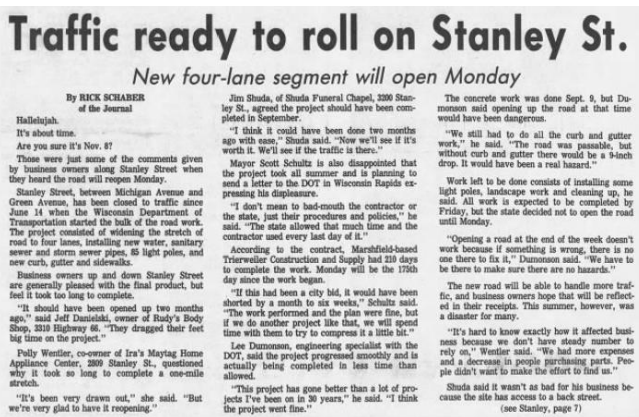 Traffic ready to roll on Stanley St.
New four-lane segment will open Monday
By RICK SCHABER
of the Journal
Hallelujah.
It's about time.
Are you sure it's Nov. 8?
Those were just some of the comments given
by business owners along Stanley Street when
they heard the road will reopen Monday.
Stanley Street, between Michigan Avenue and
Green Avenue, has been closed to traffic since
June 14 when the Wisconsin Department of
Transportation started the bulk of the road work.
The project consisted of widening the stretch of
road to four lanes, installing new water, sanitary
sewer and storm sewer pipes, 85 light poles, and
new curb, gutter and sidewalks.
Business owners up and down Stanley Street
are generally pleased with the final product, but
feel it took too long to complete.
"It should have been opened up two months
ago," said Jeff Danielski, owner of Rudy's Body
Shop, 3310 Highway 66. "They dragged their feet
big time on the project."
Polly Wentler, co-owner of Ira's Maytag Home
Appliance Center, 2809 Stanley St., questioned
why it took so long to complete a one-mile
stretch.
"It's been very drawn out," she said. "But
we're very glad to have it reopening."
Jim Shuda, of Shuda Funeral Chapel, 3200 Stan-
ley St., agreed the project should have been com-
pleted in September.
"I think it could have been done two months
ago with ease," Shuda said. "Now we'll see if it's
worth it. We'll see if the traffic is there."
Mayor Scott Schultz is also disappointed that
the project took all summer and is planning to
send a letter to the DOT in Wisconsin Rapids ex-
pressing his displeasure.
"I don't mean to bad-mouth the contractor or
the state, just their procedures and policies," he
said. "The state allowed that much time and the
contractor used every last day of it."
According to the contract, Marshfield-based
Trierweiler Construction and Supply had 210 days
to complete the work. Monday will be the 175th
day since the work began.
"If this had been a city bid, it would have been
shorted by a month to six weeks," Schultz said.
"The work performed and the plan were fine, but
if we do another project like that, we will spend
time with them to try to compress it a little bit."
Lee Dumonson, engineering specialist with the
DOT, said the project progressed smoothly and is
actually being completed in less time than
allowed.
"This project has gone better than a lot of pro-
jects I've been on in 30 years," he said. "I think
the project went fine."
The concrete work was done Sept. 9, but Du-
monson said opening up the road at that time
would have been dangerous.
"We still had to do all the curb and gutter
work," he said. "The road was passable, but
without curb and gutter there would be a 9-inch
drop. It would have been a real hazard."
Work left to be done consists of installing some
light poles, landscape work and cleaning up, he
said. All work is expected to be completed by
Friday, but the state decided not to open the road
until Monday.
"Opening a road at the end of the week doesn't
work because if something is wrong, there is no
one there to fix it," Dumonson said. "We have to
be there to make sure there are no hazards."
The new road will be able to handle more traf-
fic, and business owners hope that will be reflect-
ed in their receipts. This summer, however, was
a disaster for many.
"It's hard to know exactly how it affected busi-
ness because we don't have steady number to
rely on," Wentler said. "We had more expenses
and a decrease in people purchasing parts. Peo-
ple didn't want to make the effort to find us."
Shuda said it wasn't as bad for his business be-
cause the site has access to a back street.
(see Stanley, page 7)